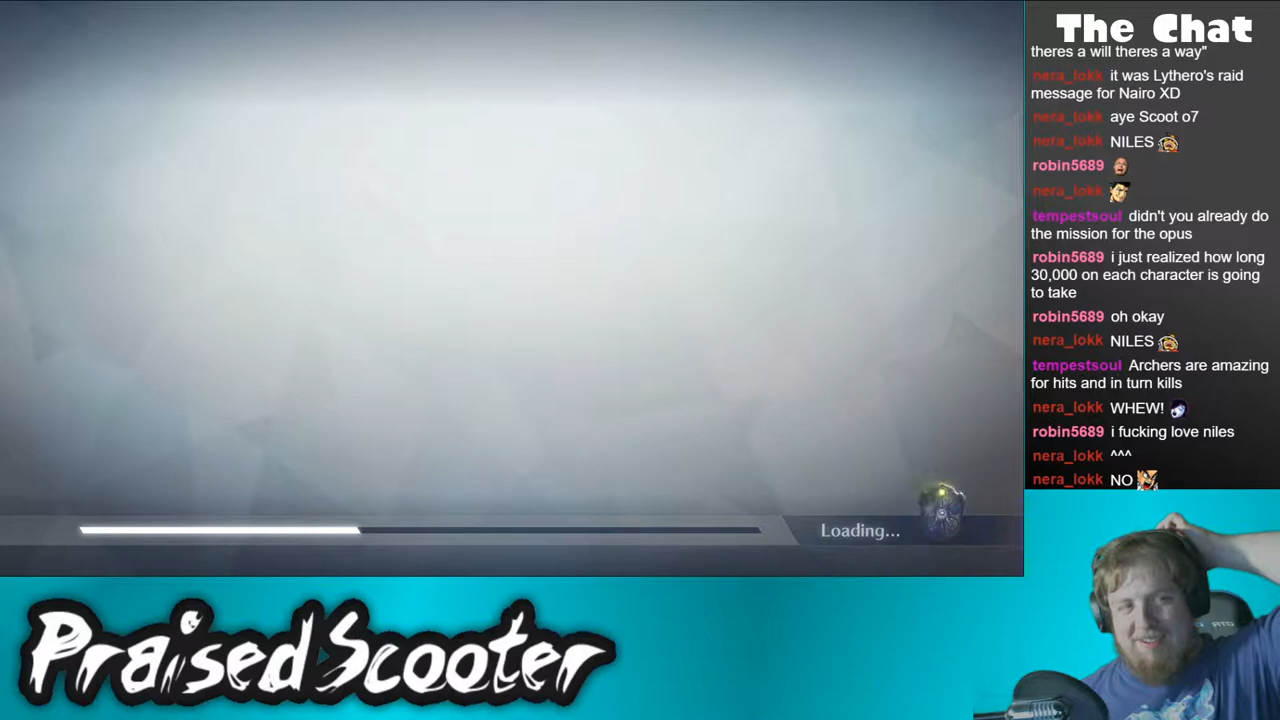 The Chat
theres a will theres a way"
nera_lokk it was Lythero's raid
message for Nairo XD
nera_lokk aye Scoot o7
nera_lokk NILES
robin5689
nera_lokk
tempestsoul didn't you already do
the mission for the opus
robin5689 i just realized how long
30,000 on each character is going
to take
robin5689 oh okay
nera_lokk NILES
tempestsoul Archers are amazing
for hits and in turn kills
nera_lokk WHEW!
robin5689 i fucking love niles
nera_lokk ^^^
nera_lokk NO
Loading...
PraisedScooter